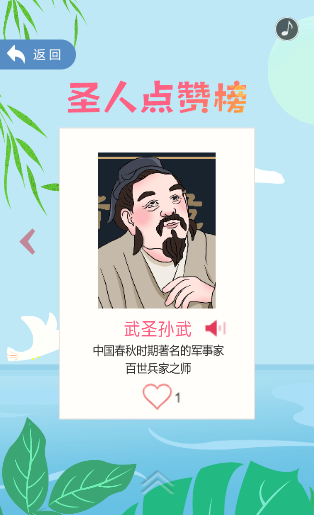 返回
圣人点赞榜
武圣孙武
中国春秋时期著名的军事家
百世兵家之师
1